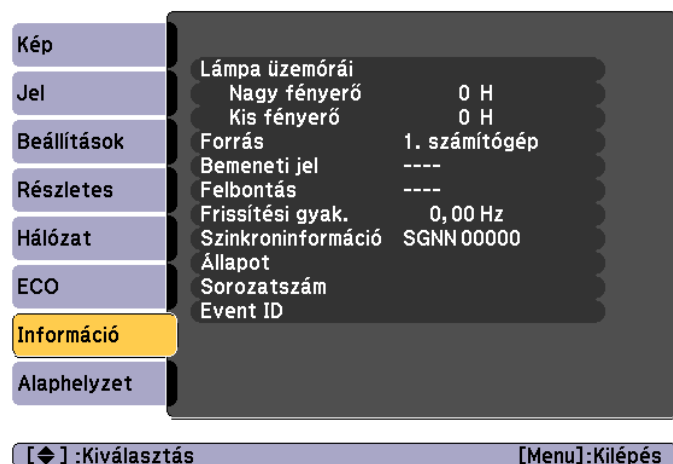 Kép
Jel
Beállítások
Részletes
Hálózat
ECO
Információ
Alaphelyzet
Lámpa üzemórái
Nagy fényerő 0 H
Kis fényerő 0 H
Forrás 1. számítógép
Bemeneti jel ----
Felbontás ----
Frissítési gyak. 0,00 Hz
Szinkroninformáció SGNN 00000
Állapot
Sorozatszám
Event ID
[◆] :Kiválasztás [Menu]:Kilépés